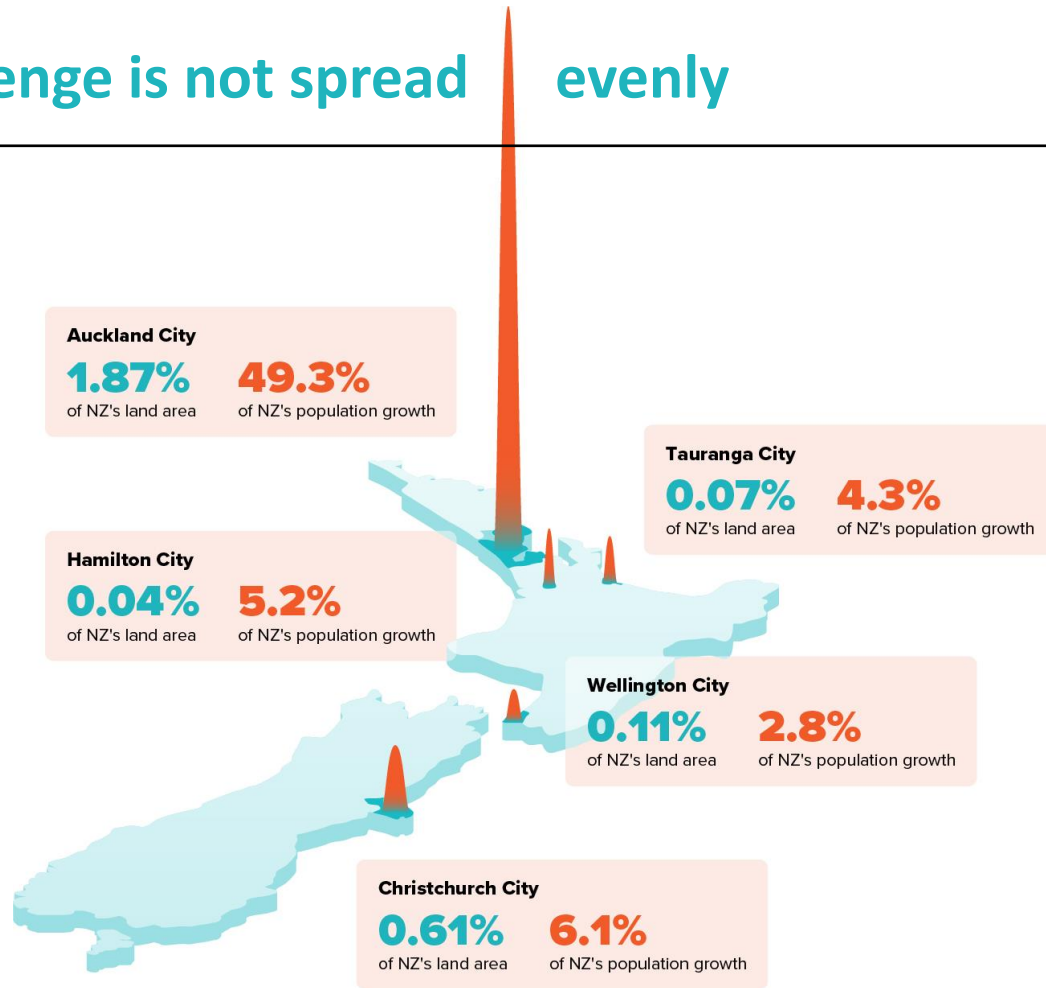 enge is not spread evenly
Auckland City
1.87% 49.3%
of NZ's land area of NZ's population growth
Tauranga City
0.07% 4.3%
of NZ's land area of NZ's population growth
Hamilton City
0.04% 5.2%
of NZ's land area of NZ's population growth
Wellington City
0.11% 2.8%
of NZ's land area of NZ's population growth
Christchurch City
0.61% 6.1%
of NZ's land area of NZ's population growth